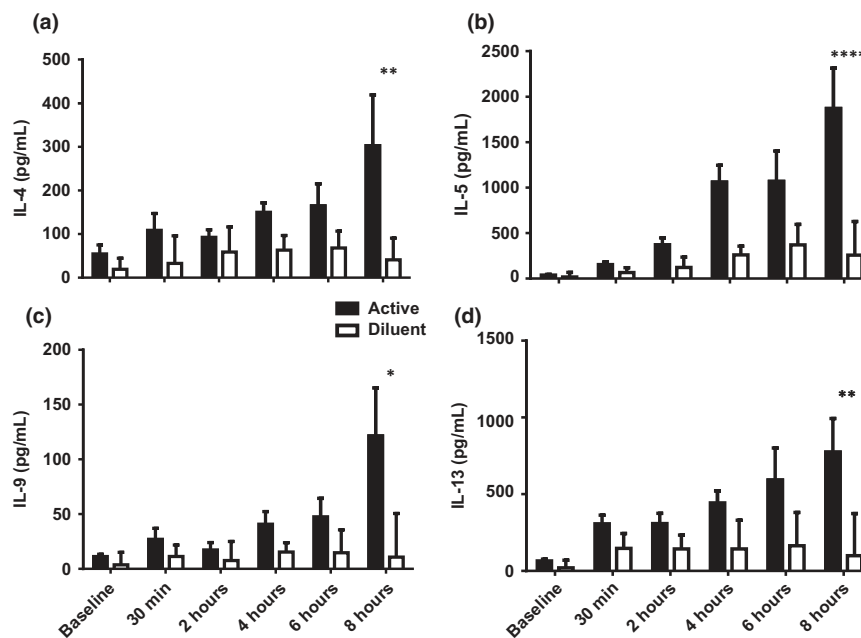 (a)
500
400
300
200
100
0
IL-4 (pg/mL)
**
(b)
2500
2000
1500
1000
500
0
IL-5 (pg/mL)
****
Active
Diluent
(c)
200
150
100
50
0
IL-9 (pg/mL)
*
Baseline
30 min
2 hours
4 hours
6 hours
8 hours
(d)
1500
1000
500
0
IL-13 (pg/mL)
**
Baseline
30 min
2 hours
4 hours
6 hours
8 hours